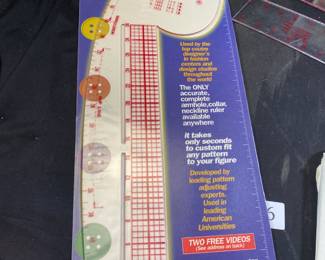 Used by the
top coutre
designer's
in fashion
centers and
design studios
throughout
the world
The ONLY
accurate,
complete
armhole,collar,
neckline ruler
available
anywhere
it takes
only seconds
to custom fit
any pattern
to your figure
Developed by
leading pattern
adjusting
experts.
Used in
leading
American
Universities
TWO FREE VIDEOS
(See address on back)